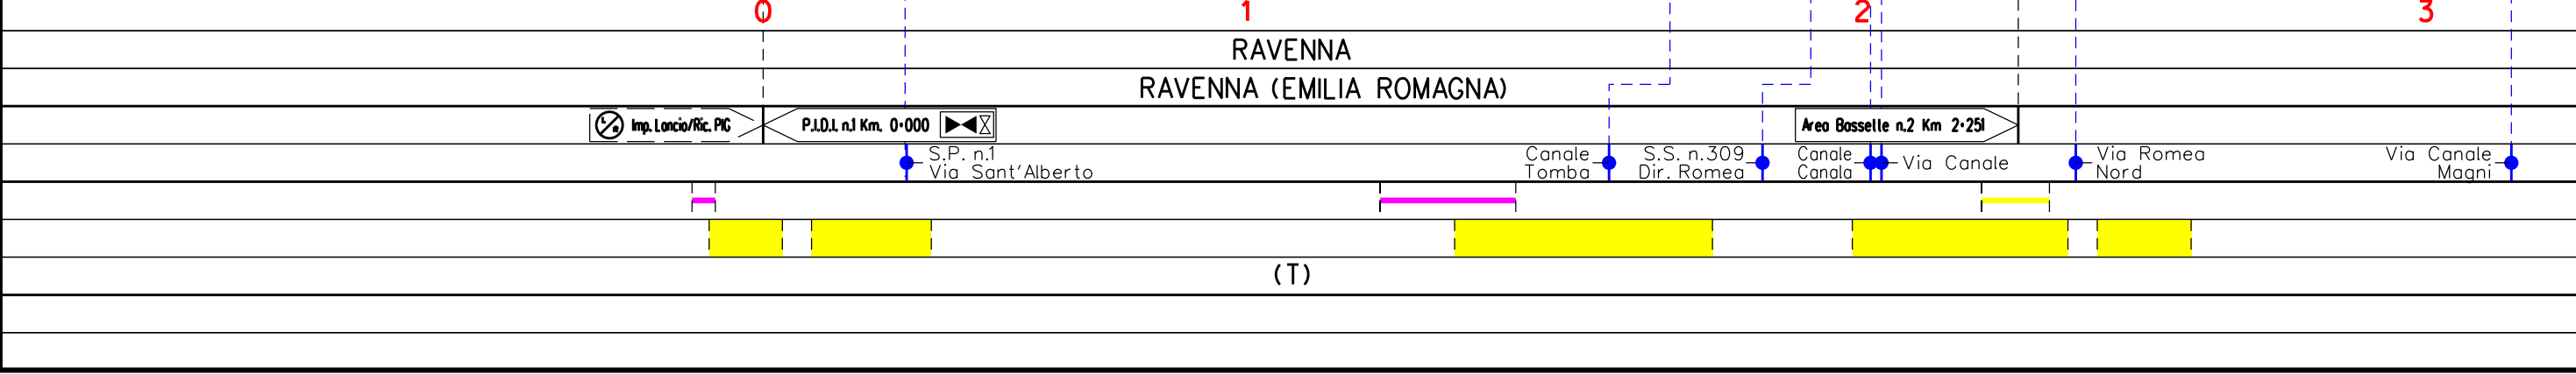 0 1 2 3
RAVENNA
RAVENNA (EMILIA ROMAGNA)
Imp. Lancio/Ric. PIG
P.I.D.I. n.1 Km. 0+000
Area Basselle n.2 Km 2+251
S.P. n.1
Via Sant'Alberto
Canale
Tomba
S.S. n.309
Dir. Romea
Canale
Canala
Via Canale
Via Romea
Nord
Via Canale
Magni
(T)